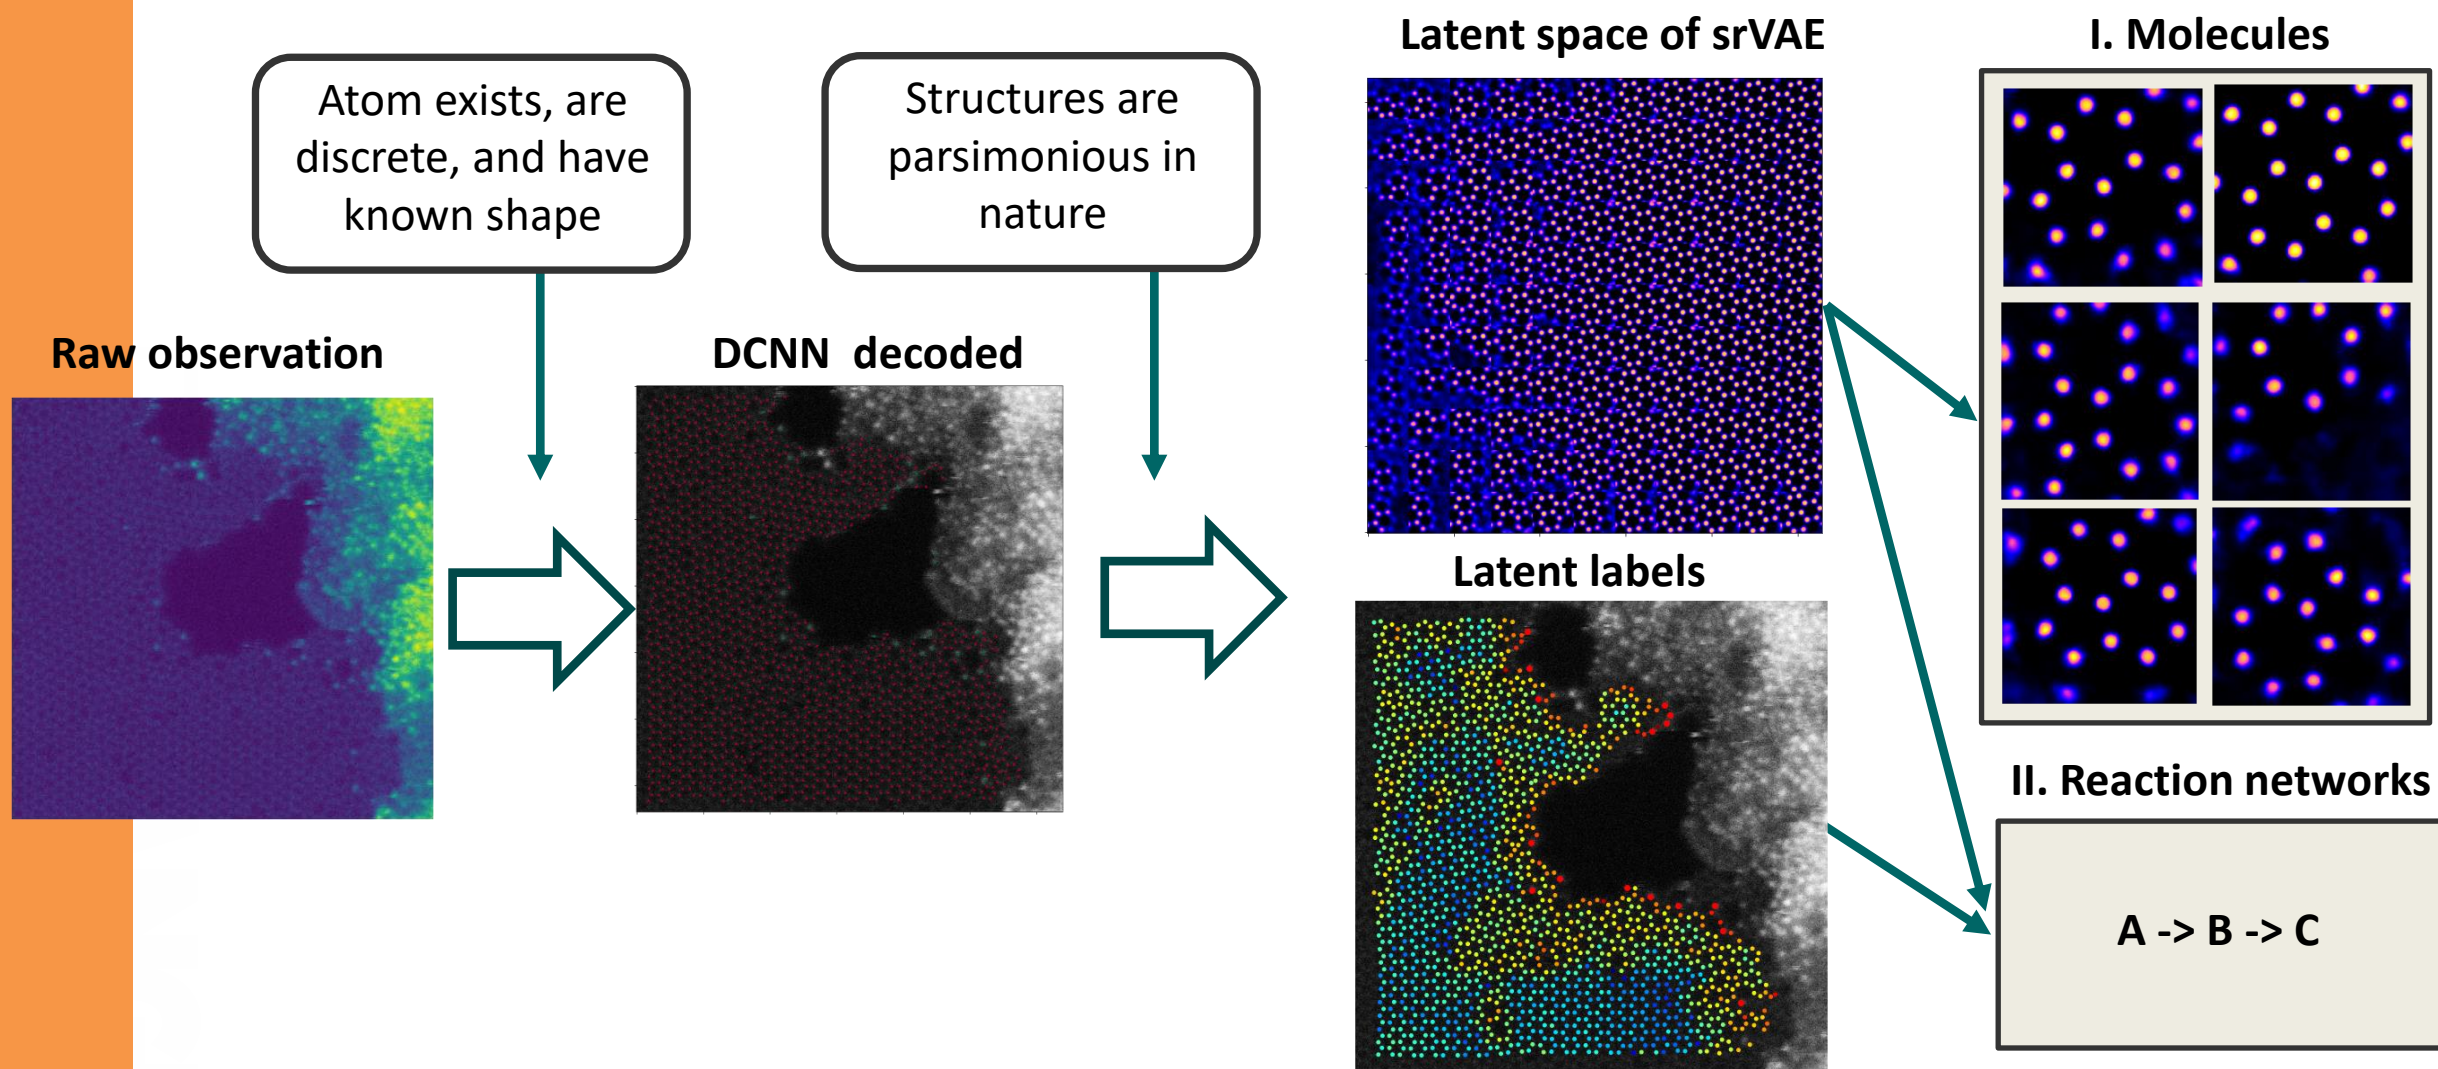 Atom exists, are
discrete, and have
known shape
Structures are
parsimonious in
nature
Raw observation
DCNN  decoded
Latent space of srVAE
Latent labels
I. Molecules
II. Reaction networks
A -> B -> C